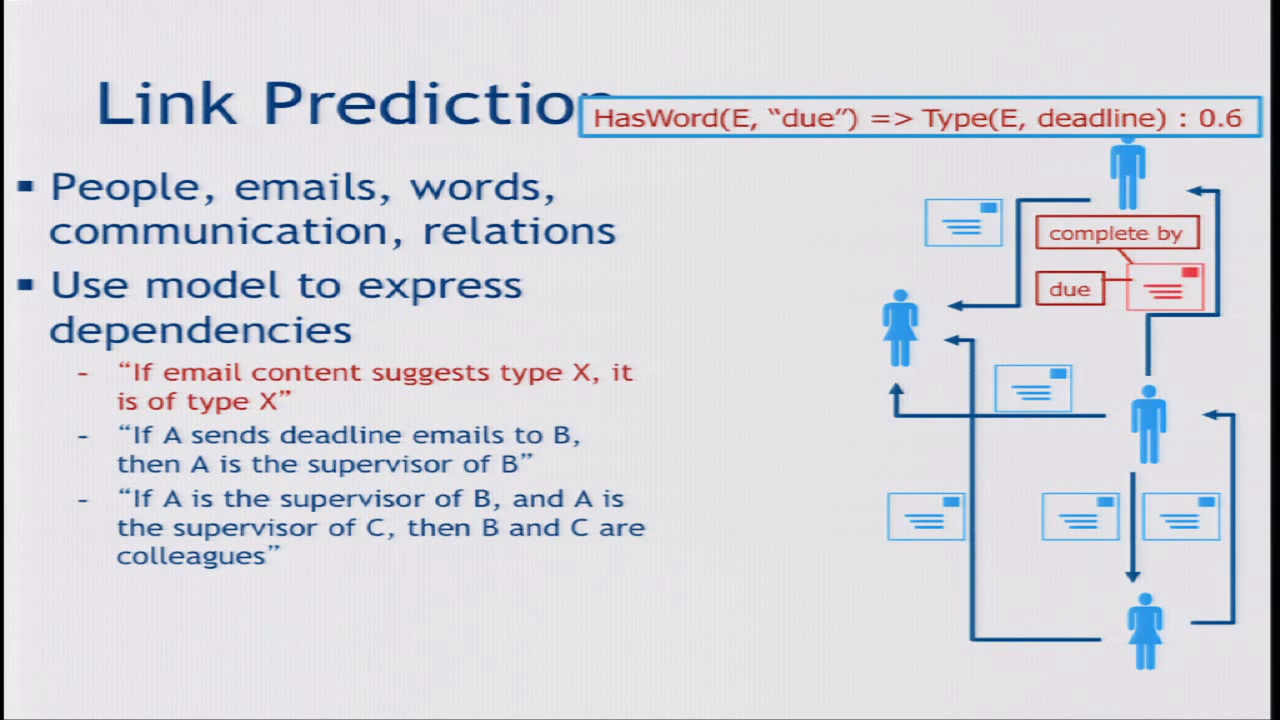 Link Prediction
HasWord(E, “due”) => Type(E, deadline) : 0.6
▪ People, emails, words,
communication, relations
▪ Use model to express
dependencies
- “If email content suggests type X, it
is of type X”
- “If A sends deadline emails to B,
then A is the supervisor of B”
- “If A is the supervisor of B, and A is
the supervisor of C, then B and C are
colleagues”
complete by
due